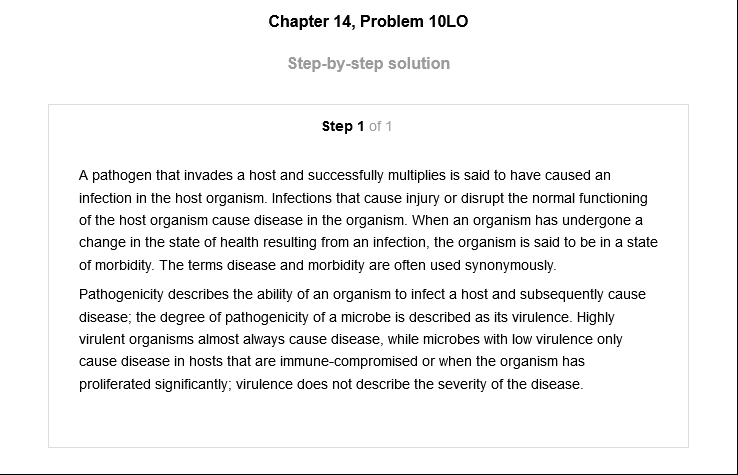 Chapter 14, Problem 10LO
Step-by-step solution
Step 1 of 1
A pathogen that invades a host and successfully multiplies is said to have caused an
infection in the host organism. Infections that cause injury or disrupt the normal functioning
of the host organism cause disease in the organism. When an organism has undergone a
change in the state of health resulting from an infection, the organism is said to be in a state
of morbidity. The terms disease and morbidity are often used synonymously.
Pathogenicity describes the ability of an organism to infect a host and subsequently cause
disease; the degree of pathogenicity of a microbe is described as its virulence. Highly
virulent organisms almost always cause disease, while microbes with low virulence only
cause disease in hosts that are immune-compromised or when the organism has
proliferated significantly; virulence does not describe the severity of the disease.